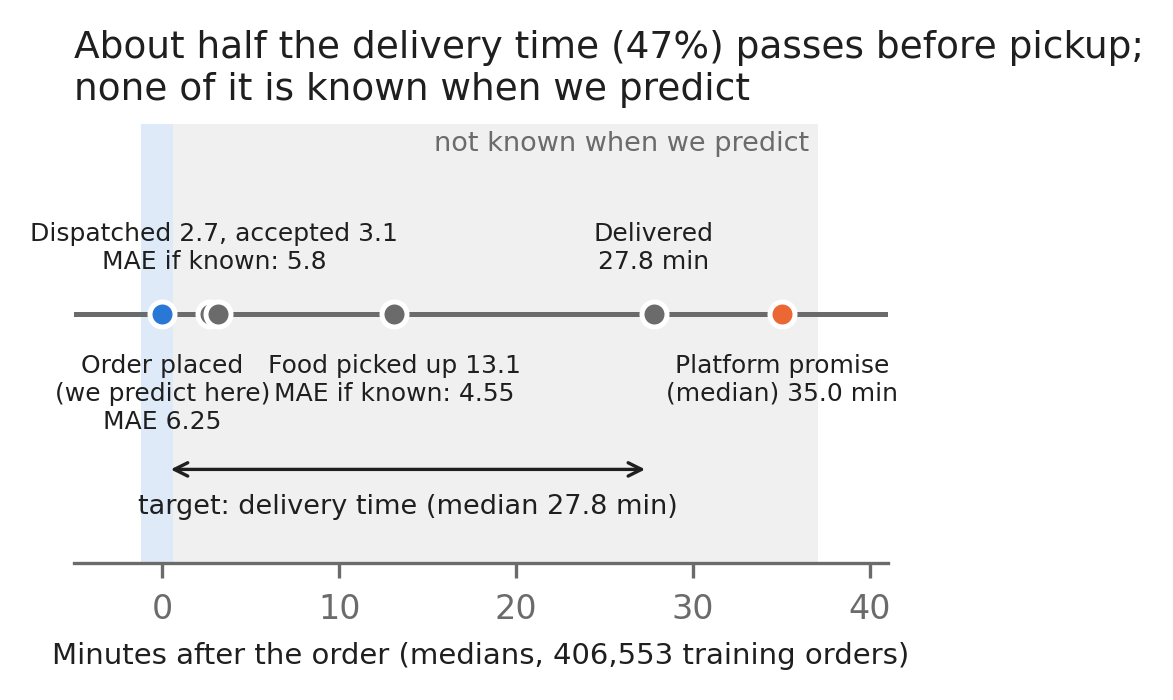 About half the delivery time (47%) passes before pickup;
none of it is known when we predict
not known when we predict
Dispatched 2.7, accepted 3.1
MAE if known: 5.8
Delivered
27.8 min
Order placed
(we predict here)
MAE 6.25
Food picked up 13.1
MAE if known: 4.55
Platform promise
(median) 35.0 min
target: delivery time (median 27.8 min)
0 10 20 30 40
Minutes after the order (medians, 406,553 training orders)